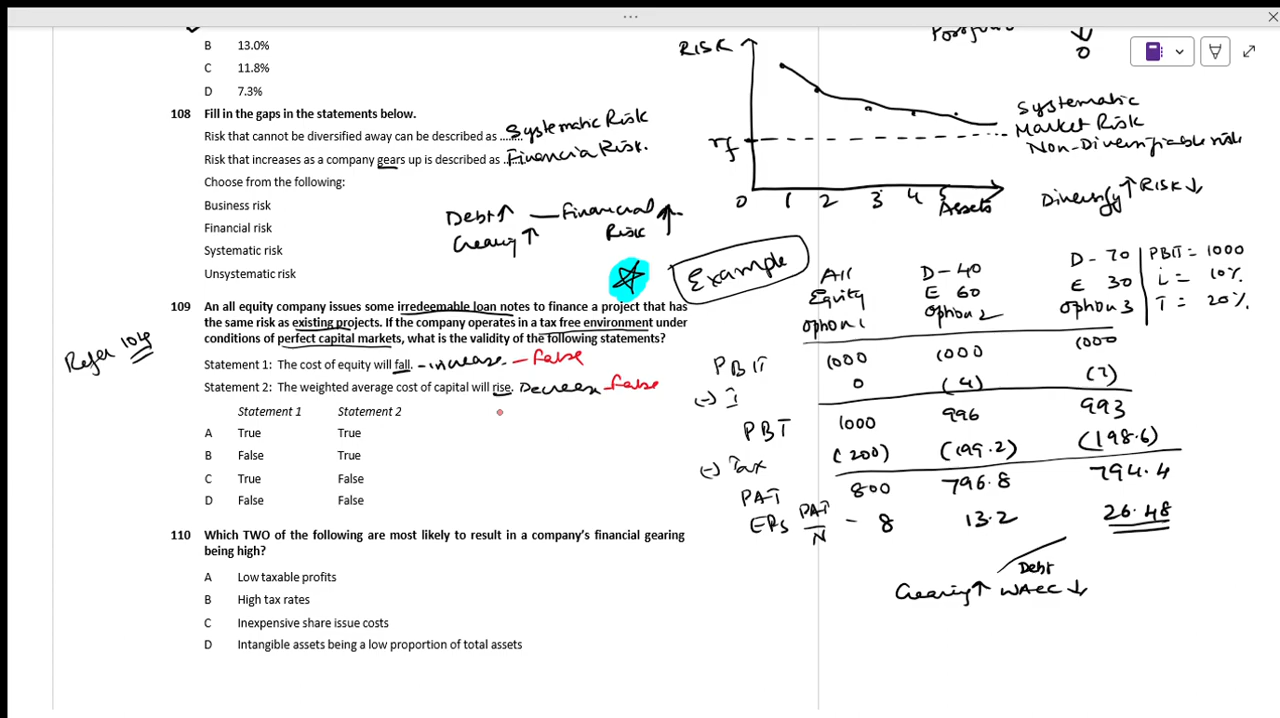 B 13.0%
C 11.8%
D 7.3%
108 Fill in the gaps in the statements below.
Risk that cannot be diversified away can be described as ....... Systematic Risk
Risk that increases as a company gears up is described as ...... Financia Risk.
Choose from the following:
Business risk
Financial risk
Systematic risk
Unsystematic risk
Debt↑ — Financial Risk ↑
Gearing ↑
109 An all equity company issues some irredeemable loan notes to finance a project that has
the same risk as existing projects. If the company operates in a tax free environment under
conditions of perfect capital markets, what is the validity of the following statements?
Refer 104
Statement 1: The cost of equity will fall. - increase. - False
Statement 2: The weighted average cost of capital will rise. Decrease - False
Statement 1 Statement 2
A True True
B False True
C True False
D False False
110 Which TWO of the following are most likely to result in a company's financial gearing
being high?
A Low taxable profits
B High tax rates
C Inexpensive share issue costs
D Intangible assets being a low proportion of total assets
↓
0
RISK
rf
0 1 2 3 4 5 Assets
Systematic
Market Risk
Non-Diversifiable risk
Diversify ↑ RISK ↓
Example
All Equity Option 1
D - 40 E 60 Option 2
D - 70 E 30 Option 3
PBIT = 1000
i = 10%
T = 20%
PBIT 1000 1000 1000
(-) I 0 (4) (7)
PBT 1000 996 993
(-) Tax (200) (199.2) (198.6)
PAT 800 796.8 794.4
EPS PAT/N - 8 13.2 26.48
Debt
Gearing ↑ WACC ↓